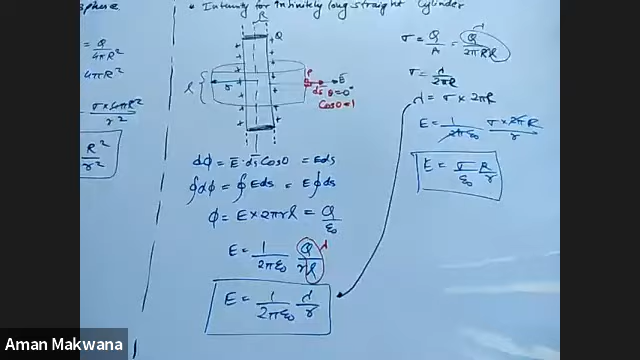 phere
= Q/4πR²
4πR²
= σ×4πR²/r²
R²/r²
* Intensity for infinitely long straight Cylinder
R
Q
+ + + + + +
l
r
P
ds
E̅
θ=0°
Cosθ=1
dϕ = E̅·ds̅ Cosθ = Eds
∮dϕ = ∮Eds = E∮ds
ϕ = E×2πrl = Q/ε₀
E = 1/2πε₀ Q/rl λ
E = 1/2πε₀ λ/r
σ = Q/A = Q/2πRl λ
σ = λ/2πR
λ = σ × 2πR
E = 1/2πε₀ σ×2πR/r
E = σ/ε₀ R/r
Aman Makwana